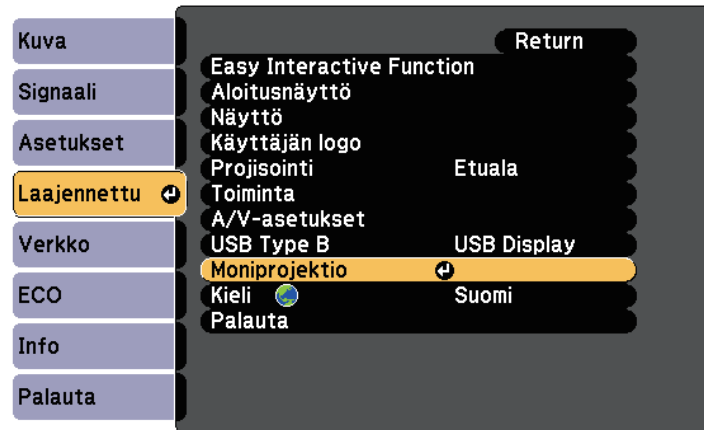 Kuva
Signaali
Asetukset
Laajennettu
Verkko
ECO
Info
Palauta
Return
Easy Interactive Function
Aloitusnäyttö
Näyttö
Käyttäjän logo
Projisointi Etuala
Toiminta
A/V-asetukset
USB Type B USB Display
Moniprojektio
Kieli Suomi
Palauta